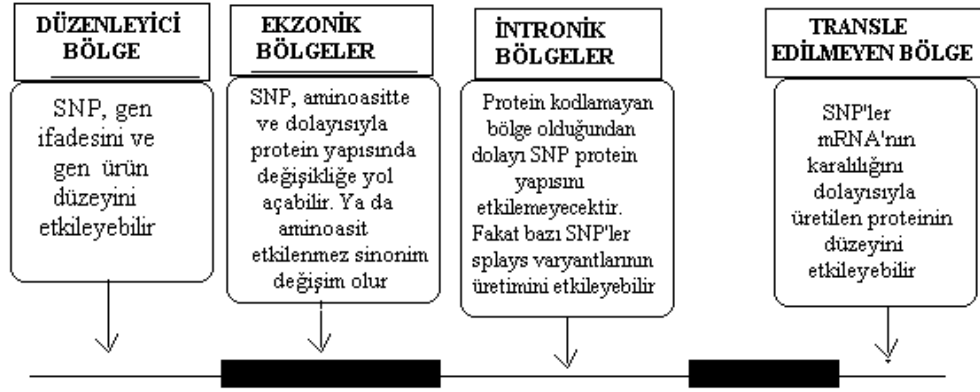 DÜZENLEYİCİ
BÖLGE
SNP, gen
ifadesini ve
gen ürün
düzeyini
etkileyebilir
EKZONİK
BÖLGELER
SNP, aminoasitte
ve dolayısıyla
protein yapısında
değişikliğe yol
açabilir. Ya da
aminoasit
etkilenmez sinonim
değişim olur
İNTRONİK
BÖLGELER
Protein kodlamayan
bölge olduğundan
dolayı SNP protein
yapısını
etkilemeyecektir.
Fakat bazı SNP'ler
splays varyantlarının
üretimini etkileyebilir
TRANSLE
EDİLMEYEN BÖLGE
SNP'ler
mRNA'nın
karalılığını
dolayısıyla
üretilen proteinin
düzeyini
etkileyebilir